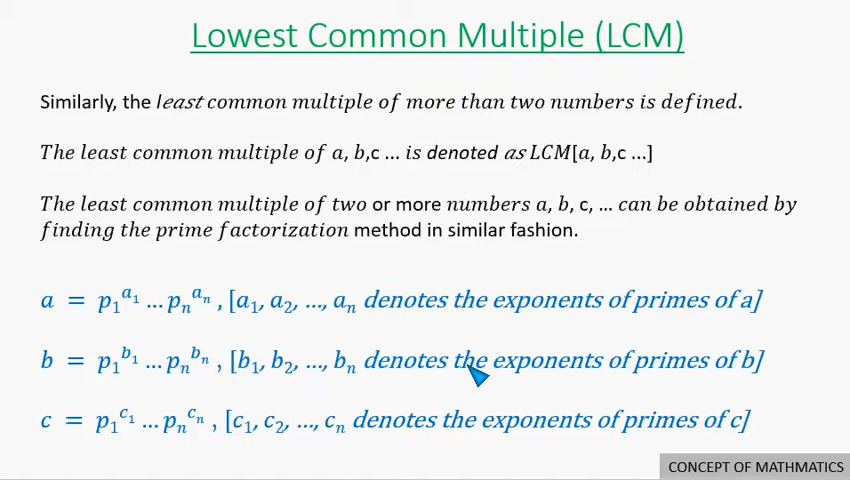 Lowest Common Multiple (LCM)
Similarly, the least common multiple of more than two numbers is defined.
The least common multiple of a, b,c ... is denoted as LCM[a, b,c ...]
The least common multiple of two or more numbers a, b, c, ... can be obtained by
finding the prime factorization method in similar fashion.
a = p₁^a₁ ... pₙ^aₙ , [a₁, a₂, ..., aₙ denotes the exponents of primes of a]
b = p₁^b₁ ... pₙ^bₙ , [b₁, b₂, ..., bₙ denotes the exponents of primes of b]
c = p₁^c₁ ... pₙ^cₙ , [c₁, c₂, ..., cₙ denotes the exponents of primes of c]
CONCEPT OF MATHMATICS